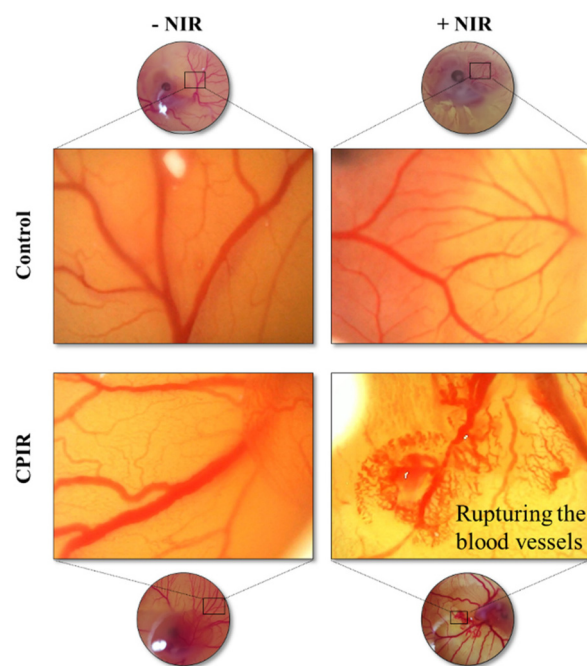 - NIR
+ NIR
Control
CPIR
Rupturing the
blood vessels